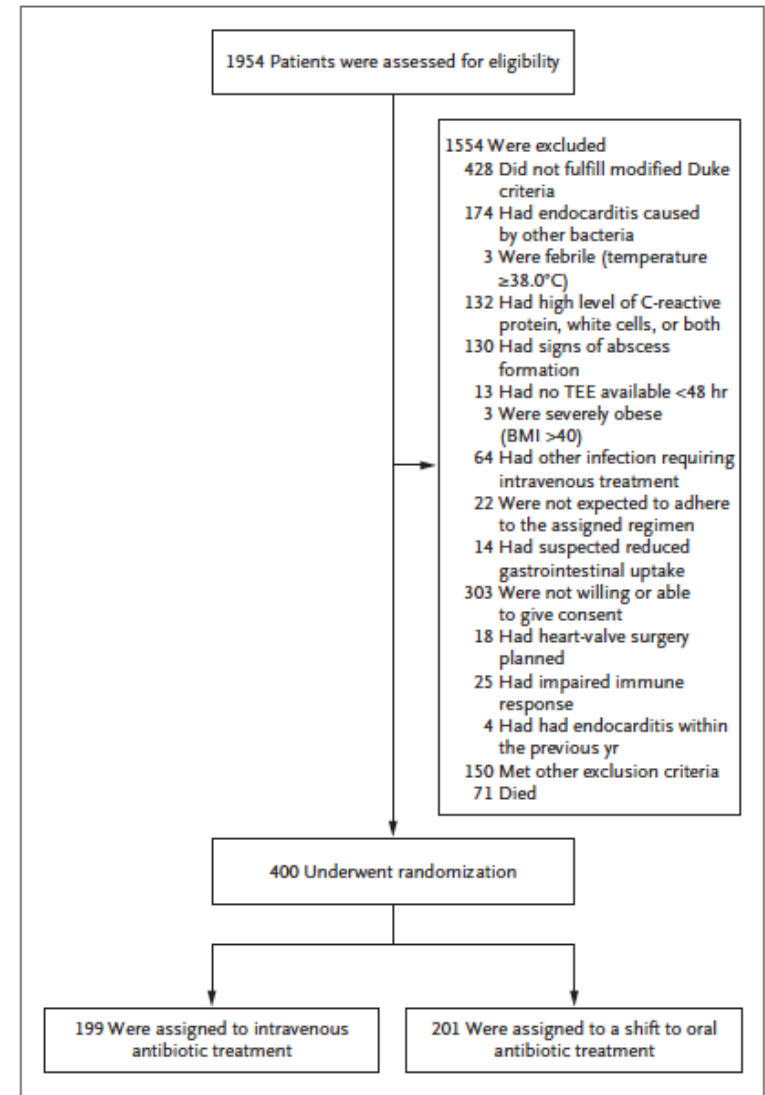 1954 Patients were assessed for eligibility
1554 Were excluded
428 Did not fulfill modified Duke
criteria
174 Had endocarditis caused
by other bacteria
3 Were febrile (temperature
≥38.0°C)
132 Had high level of C-reactive
protein, white cells, or both
130 Had signs of abscess
formation
13 Had no TEE available <48 hr
3 Were severely obese
(BMI >40)
64 Had other infection requiring
intravenous treatment
22 Were not expected to adhere
to the assigned regimen
14 Had suspected reduced
gastrointestinal uptake
303 Were not willing or able
to give consent
18 Had heart-valve surgery
planned
25 Had impaired immune
response
4 Had had endocarditis within
the previous yr
150 Met other exclusion criteria
71 Died
400 Underwent randomization
199 Were assigned to intravenous
antibiotic treatment
201 Were assigned to a shift to oral
antibiotic treatment